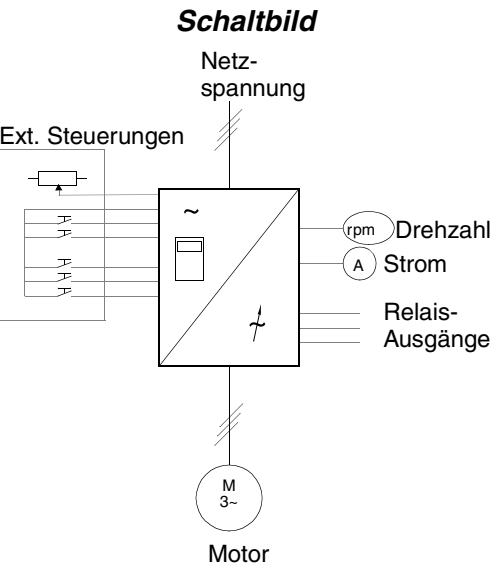 Schaltbild
Netz-
spannung
Ext. Steuerungen
~
rpm Drehzahl
A Strom
~
Relais-
Ausgänge
M
3~
Motor